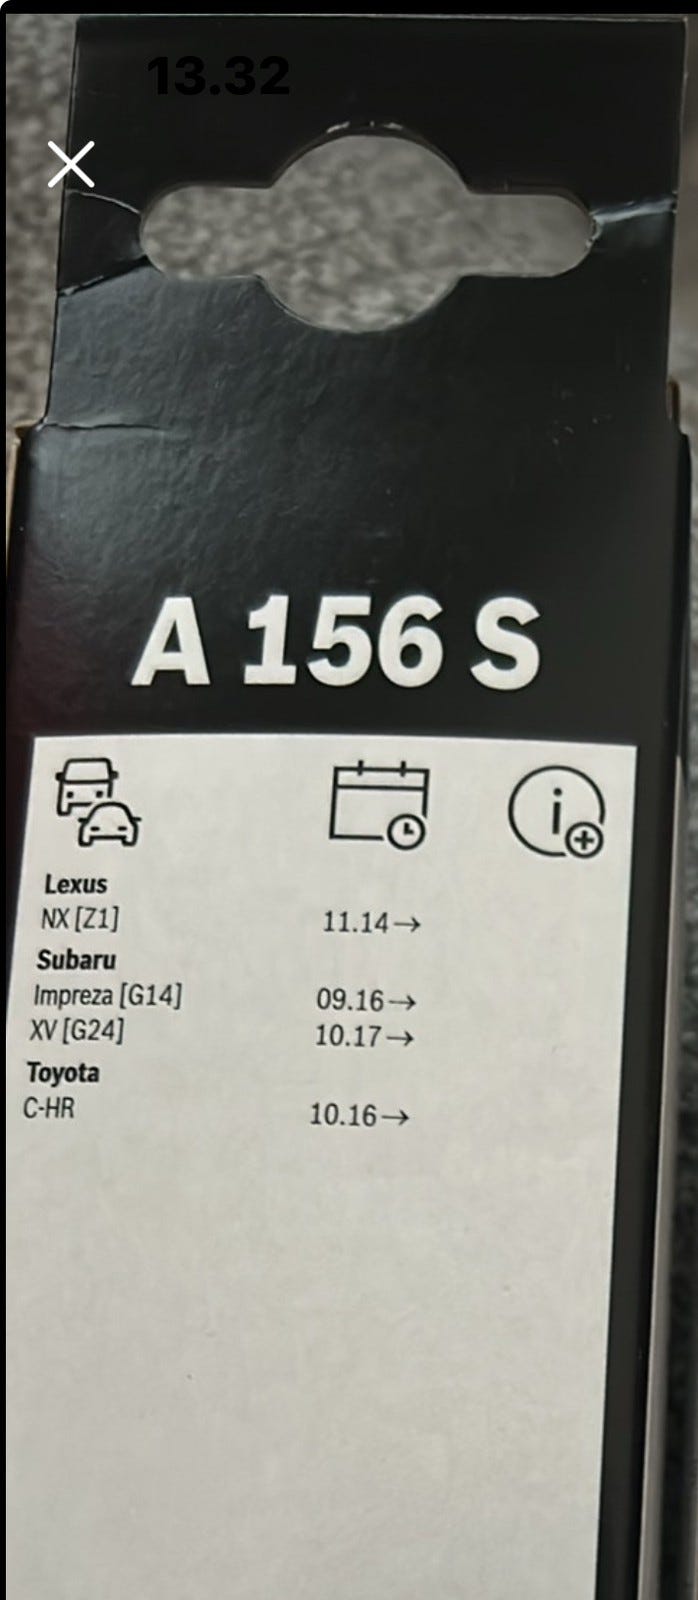 13.32
A 156 S
Lexus
NX [Z1] 11.14→
Subaru
Impreza [G14] 09.16→
XV [G24] 10.17→
Toyota
C-HR 10.16→